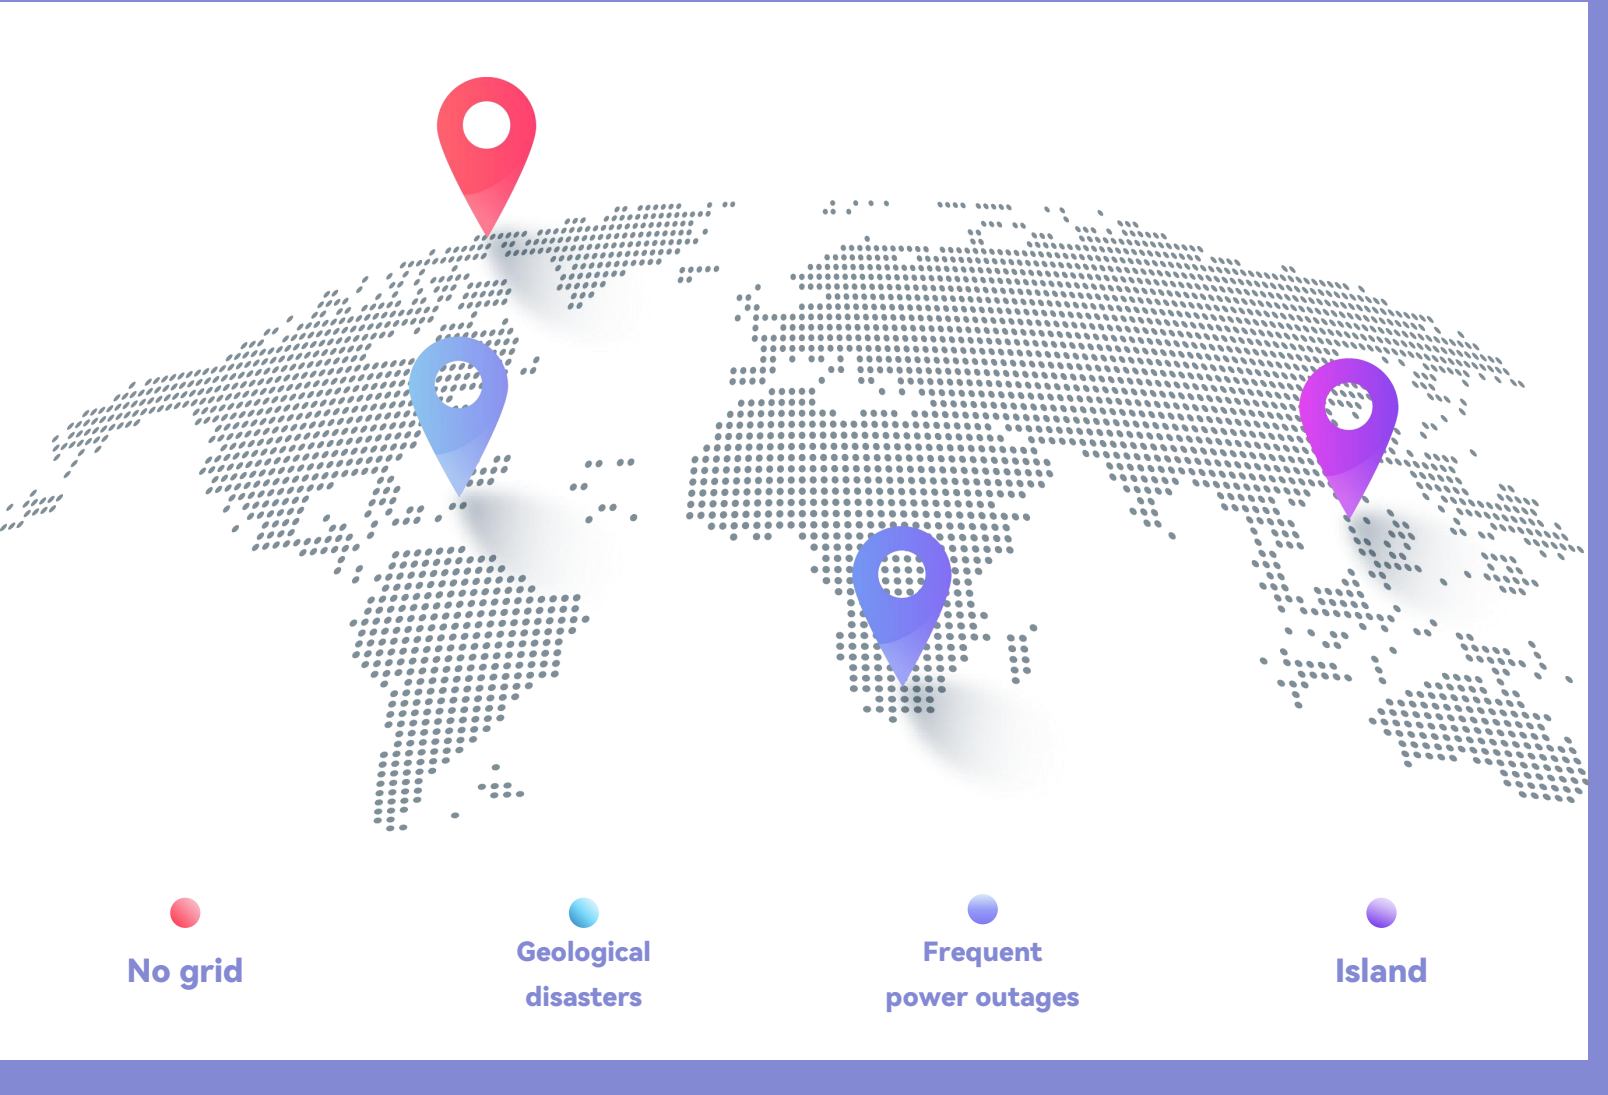 No grid
Geological
disasters
Frequent
power outages
Island